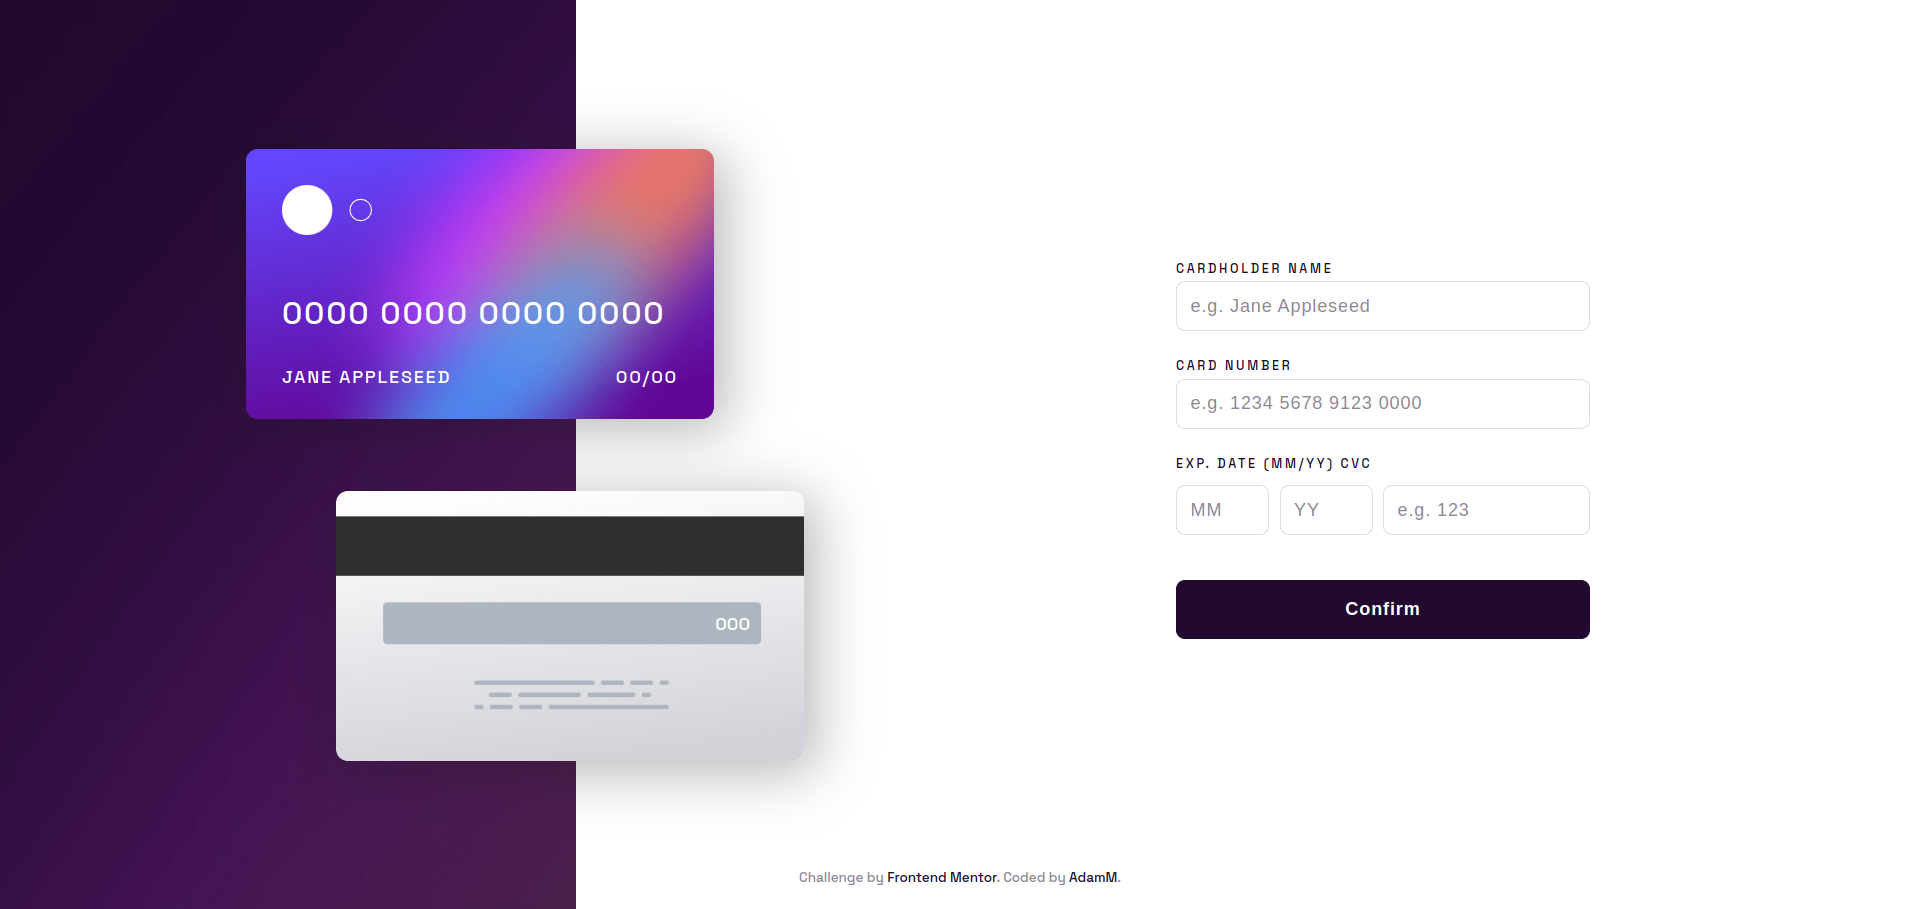 0000 0000 0000 0000
JANE APPLESEED 00/00
000
CARDHOLDER NAME
e.g. Jane Appleseed
CARD NUMBER
e.g. 1234 5678 9123 0000
EXP. DATE (MM/YY) CVC
MM YY e.g. 123
Confirm
Challenge by Frontend Mentor. Coded by AdamM.